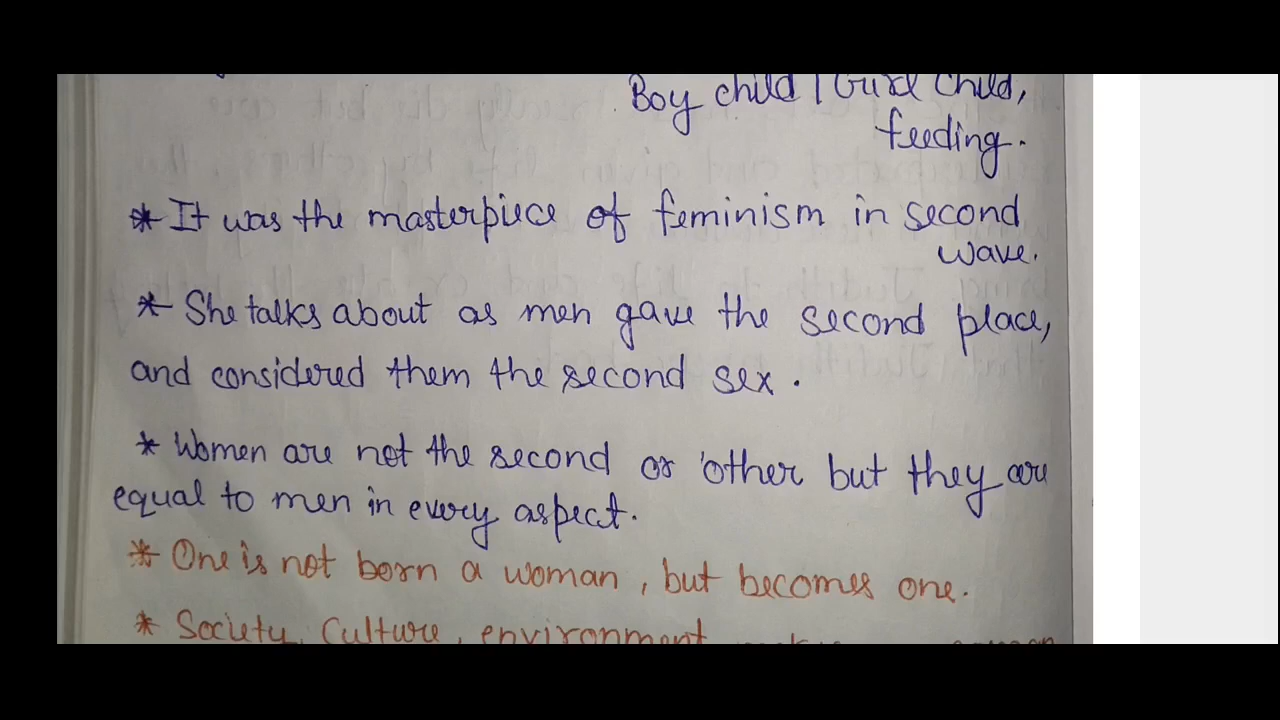 Boy child / Girl child,
feeding.
* It was the masterpiece of feminism in second
wave.
* She talks about as men gave the second place,
and considered them the second sex.
* Women are not the second or 'other but they are
equal to men in every aspect.
* One is not born a woman, but becomes one.
* Society, Culture, environment